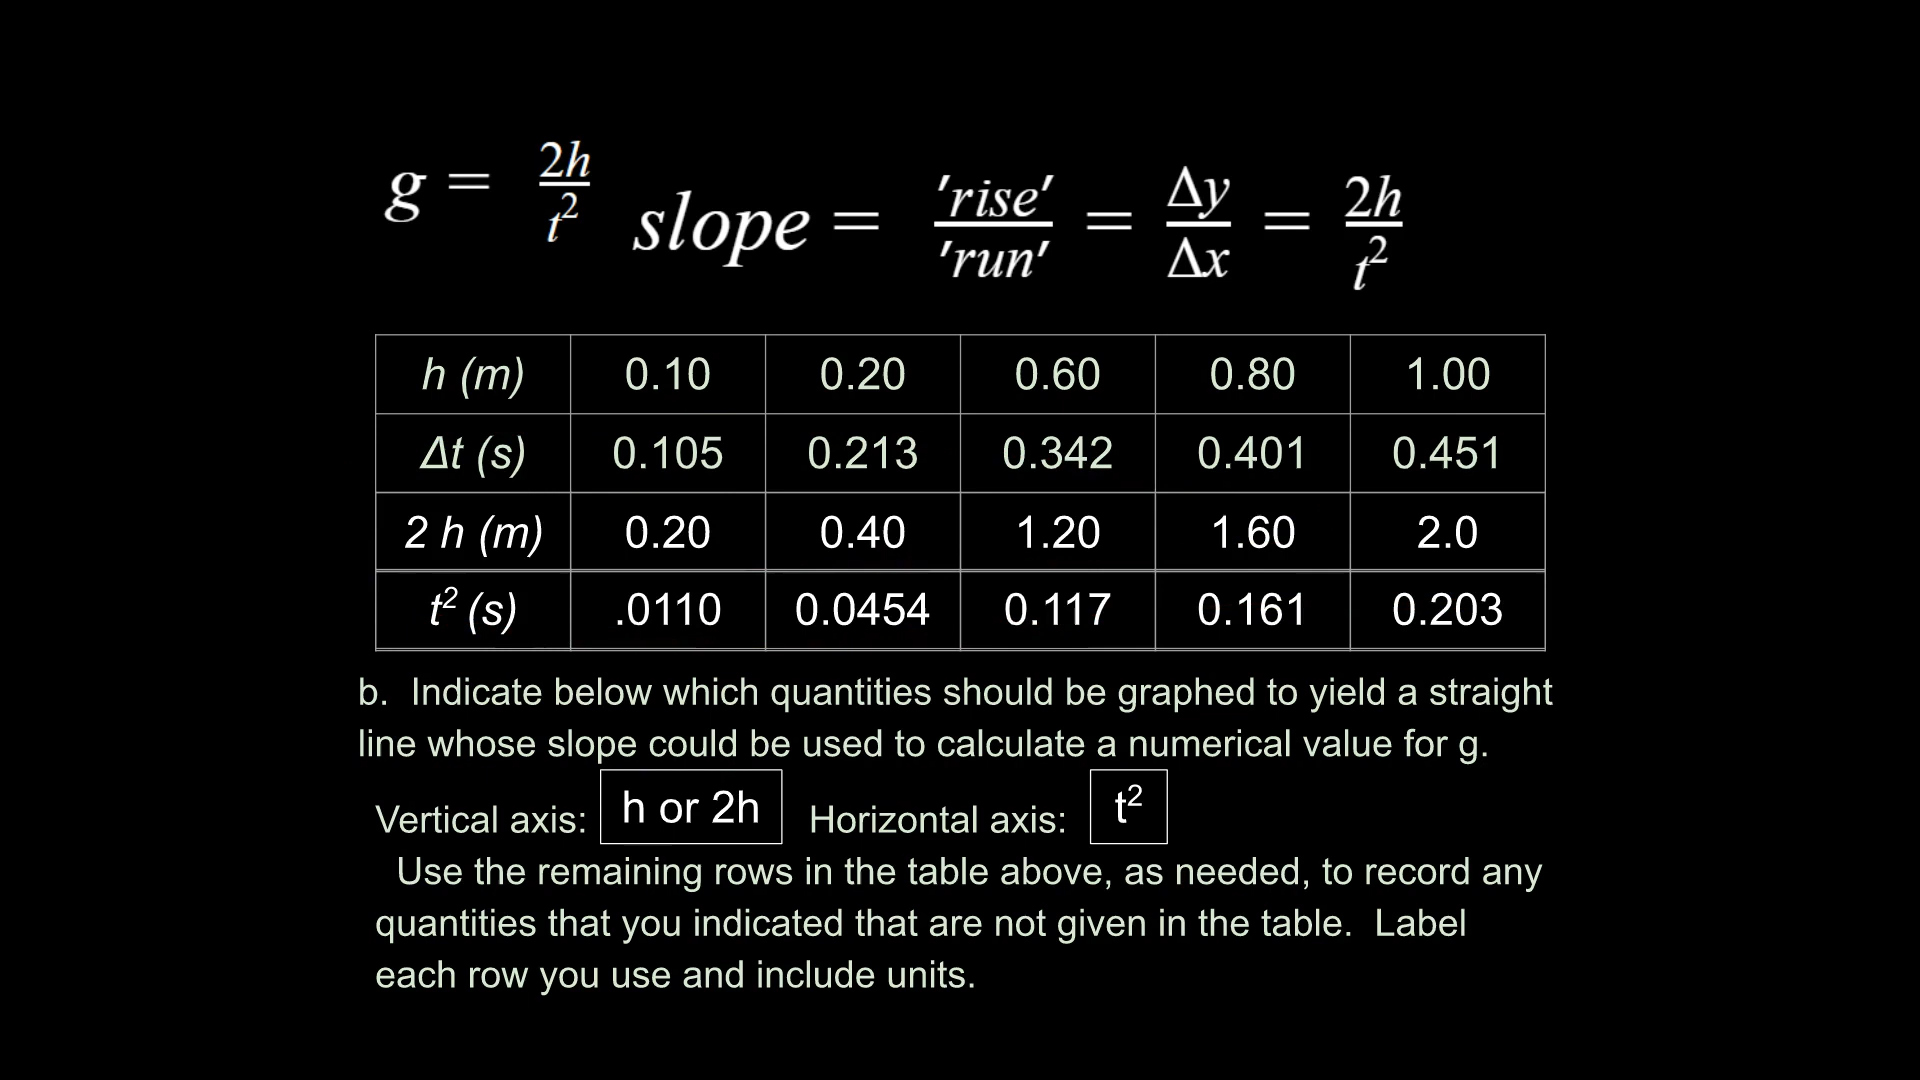 g = 2h/t² slope = 'rise'/'run' = Δy/Δx = 2h/t²
h (m) 0.10 0.20 0.60 0.80 1.00
Δt (s) 0.105 0.213 0.342 0.401 0.451
2 h (m) 0.20 0.40 1.20 1.60 2.0
t² (s) .0110 0.0454 0.117 0.161 0.203
b. Indicate below which quantities should be graphed to yield a straight
line whose slope could be used to calculate a numerical value for g.
Vertical axis: h or 2h Horizontal axis: t²
Use the remaining rows in the table above, as needed, to record any
quantities that you indicated that are not given in the table. Label
each row you use and include units.